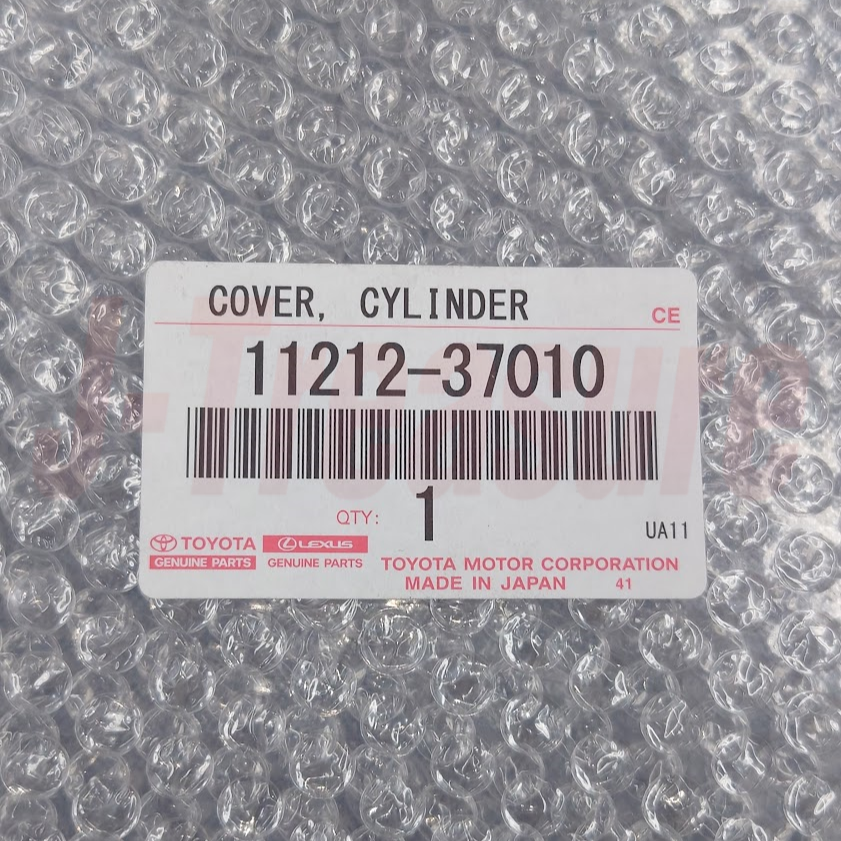 COVER, CYLINDER
CE
11212-37010
QTY: 1
UA11
TOYOTA LEXUS
GENUINE PARTS GENUINE PARTS
TOYOTA MOTOR CORPORATION
MADE IN JAPAN 41
J-Treasure